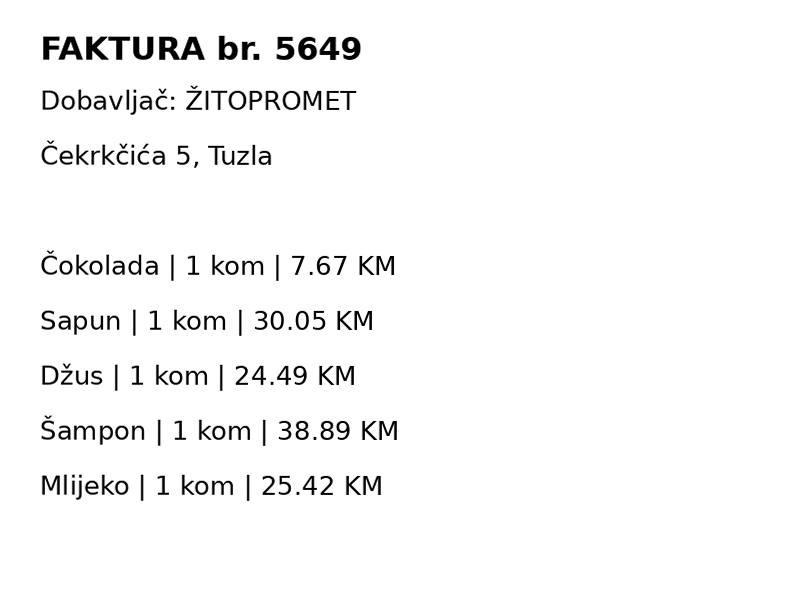 FAKTURA br. 5649
Dobavljač: ŽITOPROMET
Čekrkčića 5, Tuzla
Čokolada | 1 kom | 7.67 KM
Sapun | 1 kom | 30.05 KM
Džus | 1 kom | 24.49 KM
Šampon | 1 kom | 38.89 KM
Mlijeko | 1 kom | 25.42 KM